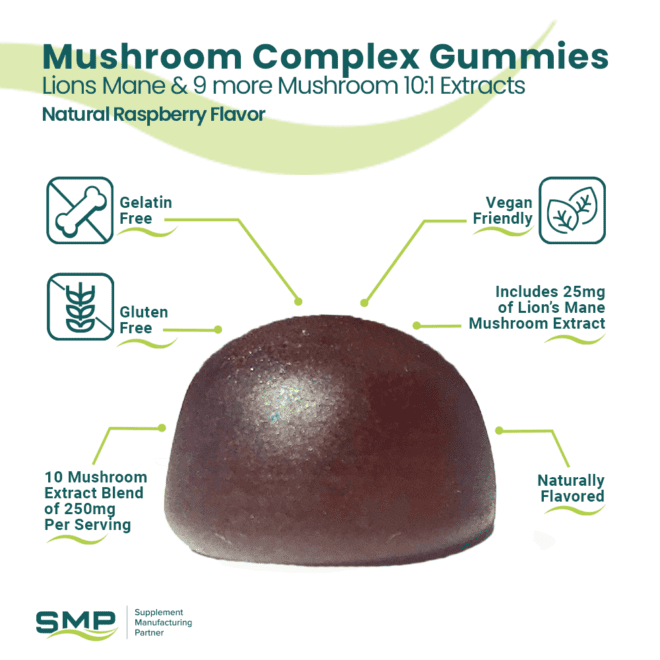 Mushroom Complex Gummies
Lions Mane & 9 more Mushroom 10:1 Extracts
Natural Raspberry Flavor
Gelatin
Free
Vegan
Friendly
Gluten
Free
Includes 25mg
of Lion's Mane
Mushroom Extract
10 Mushroom
Extract Blend
of 250mg
Per Serving
Naturally
Flavored
SMP
Supplement
Manufacturing
Partner